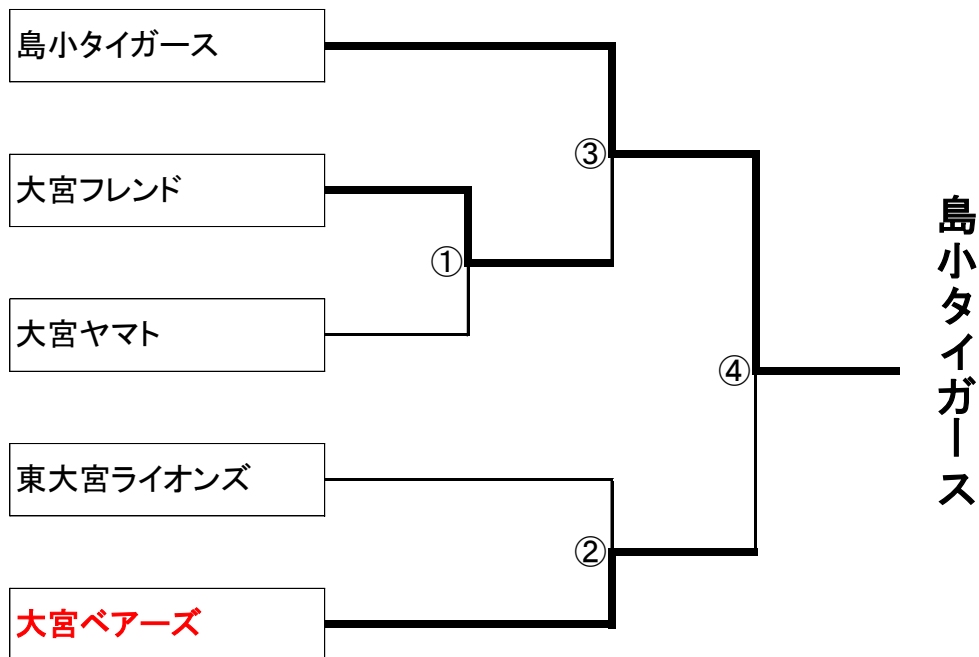 島小タイガース
大宮フレンド
大宮ヤマト
東大宮ライオンズ
大宮ベアーズ
①
②
③
④
島小タイガース